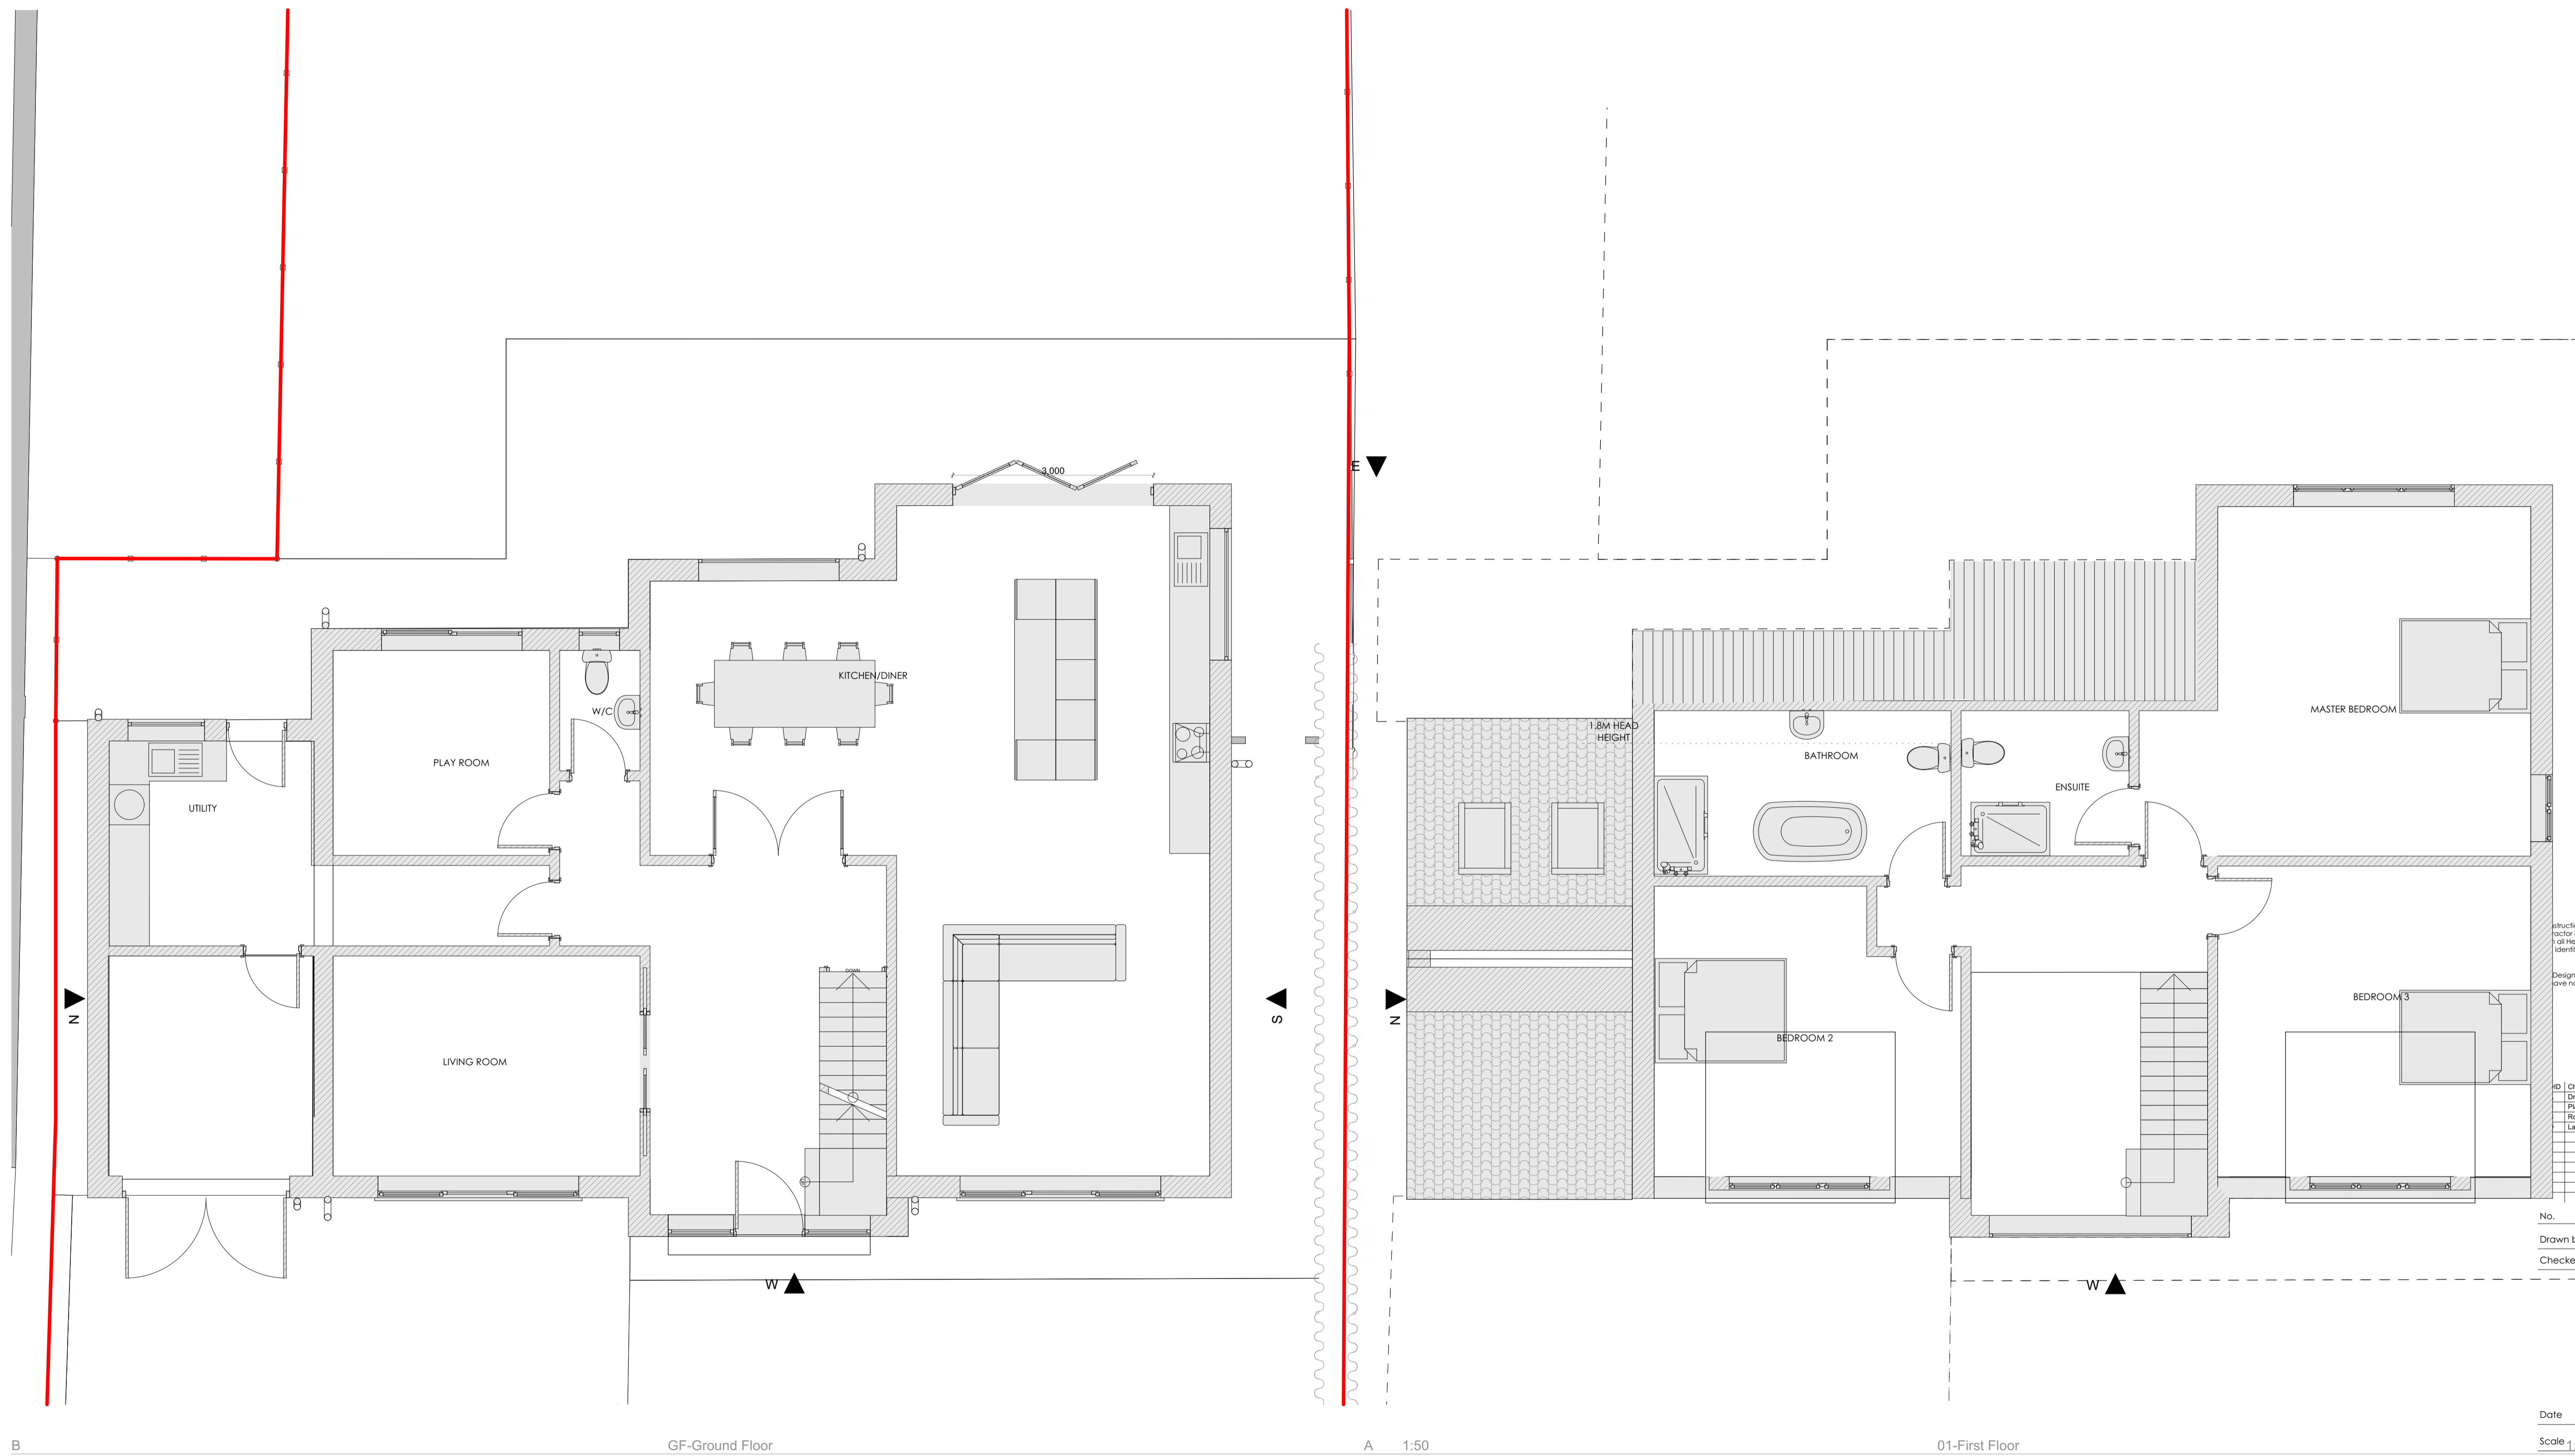 3,000
E
KITCHEN/DINER
W/C
PLAY ROOM
UTILITY
DOWN
LIVING ROOM
N
S
W
1.8M HEAD
HEIGHT
BATHROOM
ENSUITE
MASTER BEDROOM
BEDROOM 2
BEDROOM 3
N
W
No.
Drawn b
Checke
Date
Scale
B
GF-Ground Floor
A
1:50
01-First Floor